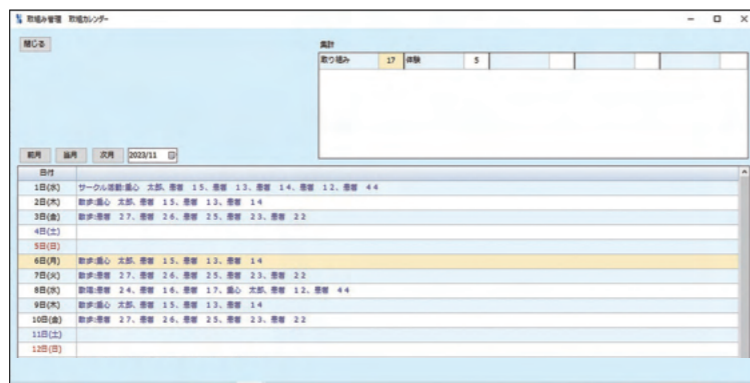 取組み管理 取組カレンダー
閉じる
集計
取り組み 17 体験 5
前月 当月 次月 2023/11
日付
1日(水) サークル活動:重心 太郎、患者 15、患者 13、患者 14、患者 12、患者 44
2日(木) 散歩:重心 太郎、患者 15、患者 13、患者 14
3日(金) 散歩:患者 27、患者 26、患者 25、患者 23、患者 22
4日(土)
5日(日)
6日(月) 散歩:重心 太郎、患者 15、患者 13、患者 14
7日(火) 散歩:患者 27、患者 26、患者 25、患者 23、患者 22
8日(水) 患者 24、患者 16、患者 17、重心 太郎、患者 12、患者 44
9日(木) 散歩:重心 太郎、患者 15、患者 13、患者 14
10日(金) 散歩:患者 27、患者 26、患者 25、患者 23、患者 22
11日(土)
12日(日)